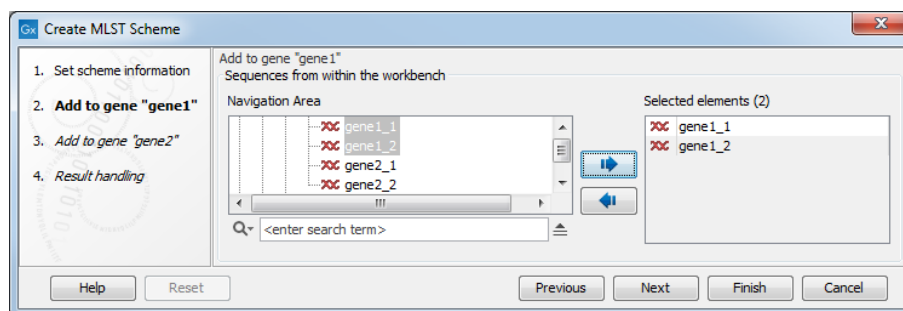 Gx Create MLST Scheme
X
1. Set scheme information
2. Add to gene "gene1"
3. Add to gene "gene2"
4. Result handling
Add to gene "gene1"
Sequences from within the workbench
Navigation Area
gene1_1
gene1_2
gene2_1
gene2_2
<enter search term>
Selected elements (2)
gene1_1
gene1_2
Help
Reset
Previous
Next
Finish
Cancel